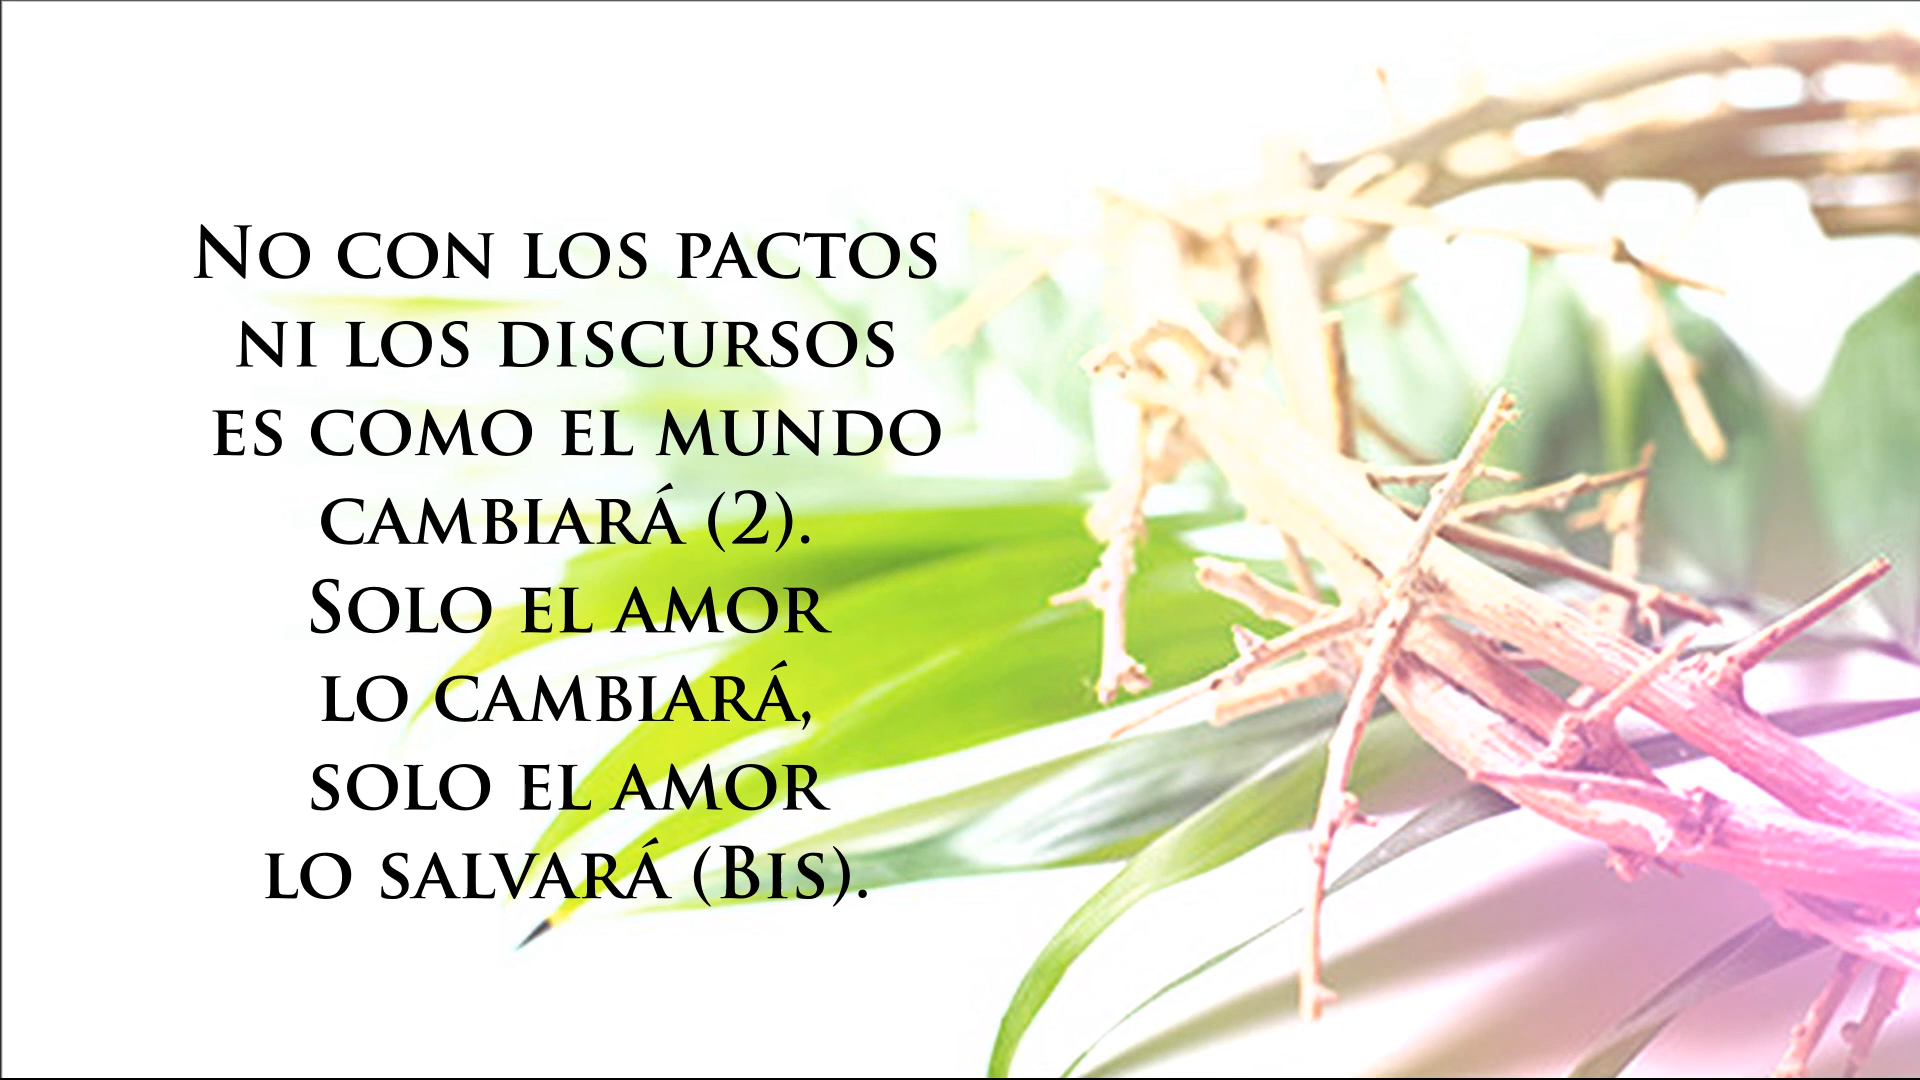 No con los pactos
ni los discursos
es como el mundo
cambiará (2).
Solo el amor
lo cambiará,
solo el amor
lo salvará (Bis).